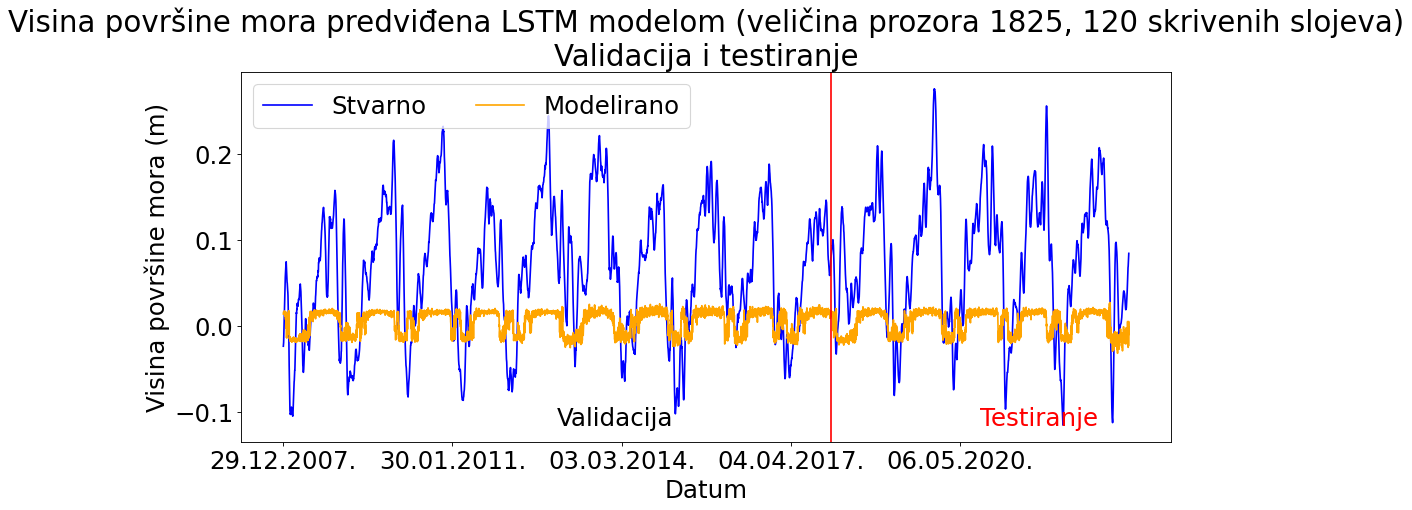 Visina površine mora predviđena LSTM modelom (veličina prozora 1825, 120 skrivenih slojeva)
Validacija i testiranje
Stvarno
Modelirano
Visina površine mora (m)
0.2
0.1
0.0
−0.1
Validacija
Testiranje
29.12.2007.
30.01.2011.
03.03.2014.
04.04.2017.
06.05.2020.
Datum